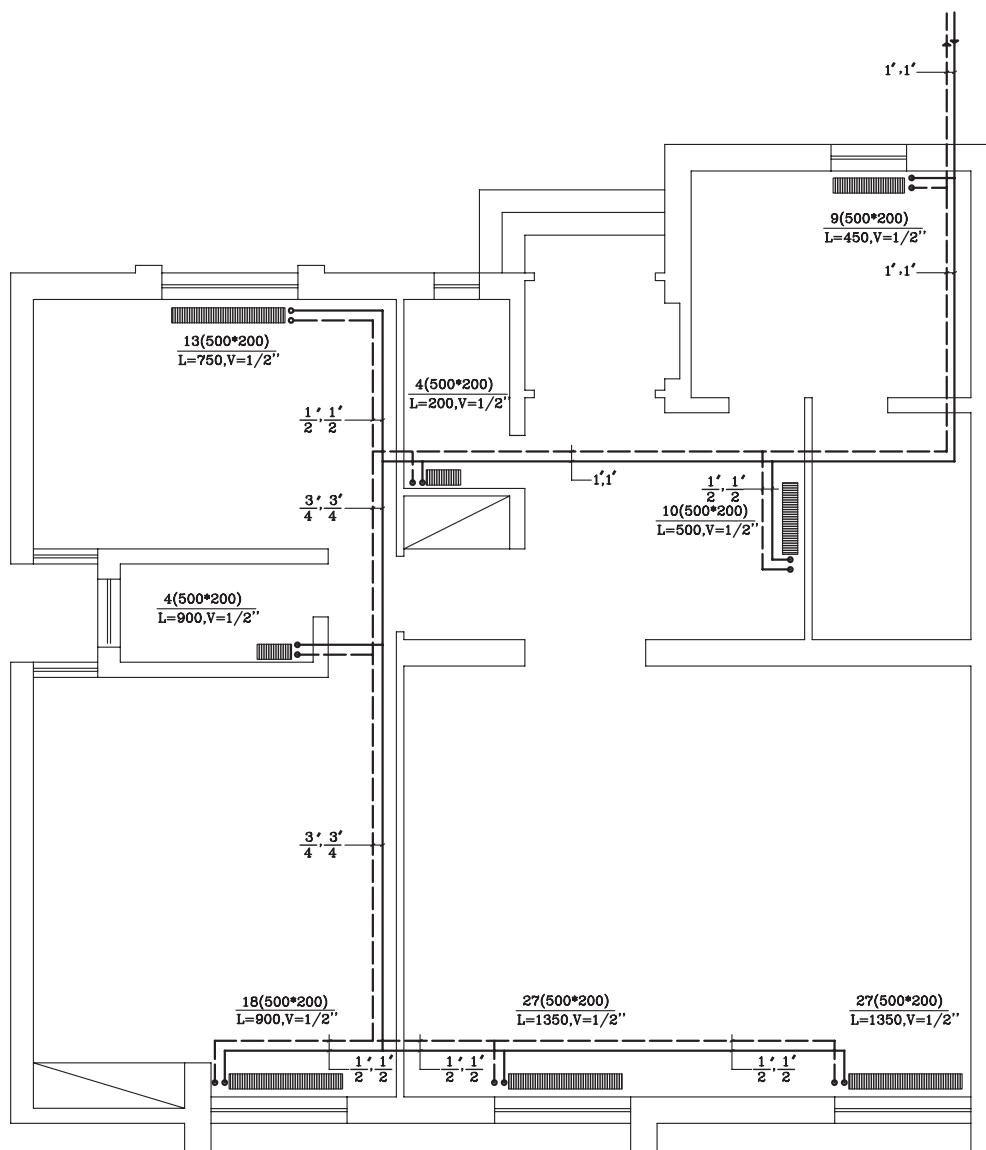 1',1'
9(500*200)
L=450,V=1/2''
1',1'
13(500*200)
L=750,V=1/2''
4(500*200)
L=200,V=1/2''
1/2',1/2'
1',1'
3/4',3/4'
1/2',1/2'
10(500*200)
L=500,V=1/2''
4(500*200)
L=900,V=1/2''
3/4',3/4'
18(500*200)
L=900,V=1/2''
27(500*200)
L=1350,V=1/2''
27(500*200)
L=1350,V=1/2''
1/2',1/2'
1/2',1/2'
1/2',1/2'